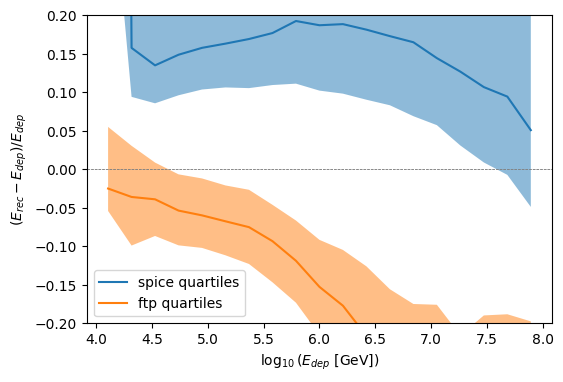 0.20
0.15
0.10
0.05
0.00
−0.05
−0.10
−0.15
−0.20
(E_rec − E_dep)/E_dep
spice quartiles
ftp quartiles
4.0 4.5 5.0 5.5 6.0 6.5 7.0 7.5 8.0
log₁₀(E_dep [GeV])